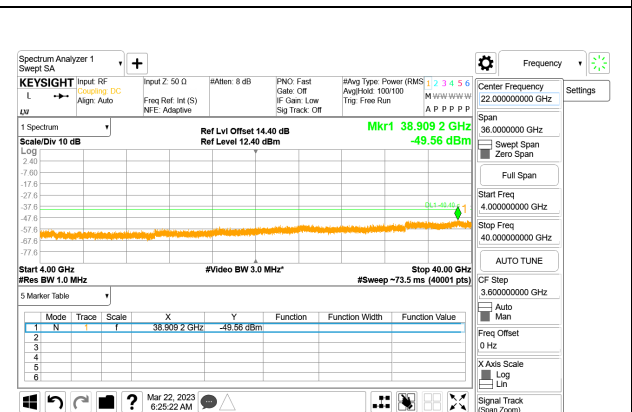 Spectrum Analyzer 1
Swept SA
Frequency
KEYSIGHT Input: RF Input Z: 50 Ω #Atten: 8 dB PNO: Fast #Avg Type: Power (RMS 1 2 3 4 5 6
Coupling: DC Gate: Off Avg|Hold: 100/100 M W W W W W
L Align: Auto Freq Ref: Int (S) IF Gain: Low Trig: Free Run
NFE: Adaptive Sig Track: Off A P P P P P
Center Frequency
22.000000000 GHz
Settings
Span
36.0000000 GHz
Swept Span
Zero Span
Full Span
Start Freq
4.000000000 GHz
Stop Freq
40.000000000 GHz
AUTO TUNE
CF Step
3.600000000 GHz
Auto
Man
Freq Offset
0 Hz
X Axis Scale
Log
Lin
Signal Track
(Span Zoom)
1 Spectrum
Scale/Div 10 dB
Ref Lvl Offset 14.40 dB
Ref Level 12.40 dBm
Mkr1 38.909 2 GHz
-49.56 dBm
Log
2.40
-7.60
-17.6
-27.6
-37.6
-47.6
-57.6
-67.6
-77.6
1
Start 4.00 GHz #Video BW 3.0 MHz* Stop 40.00 GHz
#Res BW 1.0 MHz #Sweep ~73.5 ms (40001 pts)
5 Marker Table
Mode Trace Scale X Y Function Function Width Function Value
1 N 1 f 38.909 2 GHz -49.56 dBm
2
3
4
5
6
Mar 22, 2023
6:25:22 AM